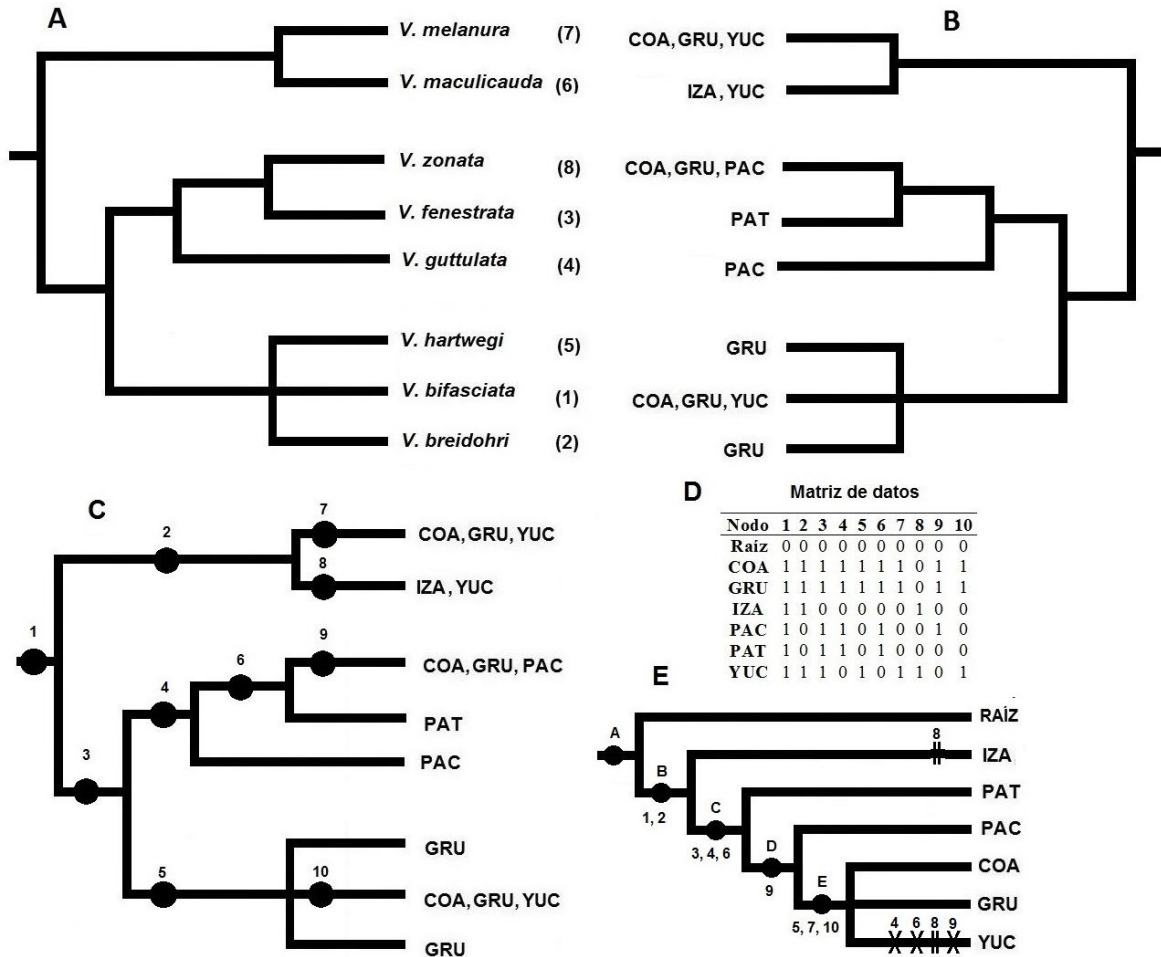 A
V. melanura (7)
V. maculicauda (6)
V. zonata (8)
V. fenestrata (3)
V. guttulata (4)
V. hartwegi (5)
V. bifasciata (1)
V. breidohri (2)
B
COA, GRU, YUC
IZA, YUC
COA, GRU, PAC
PAT
PAC
GRU
COA, GRU, YUC
GRU
C
1
2
3
4
5
6
7
8
9
10
COA, GRU, YUC
IZA, YUC
COA, GRU, PAC
PAT
PAC
GRU
COA, GRU, YUC
GRU
D
Matriz de datos
Nodo 1 2 3 4 5 6 7 8 9 10
Raíz 0 0 0 0 0 0 0 0 0 0
COA 1 1 1 1 1 1 1 0 1 1
GRU 1 1 1 1 1 1 1 0 1 1
IZA 1 1 0 0 0 0 0 1 0 0
PAC 1 0 1 1 0 1 0 0 1 0
PAT 1 0 1 1 0 1 0 0 0 0
YUC 1 1 1 0 1 0 1 1 0 1
E
A
B
1, 2
C
3, 4, 6
D
9
E
5, 7, 10
RAÍZ
8
IZA
PAT
PAC
COA
GRU
4 6 8 9
YUC